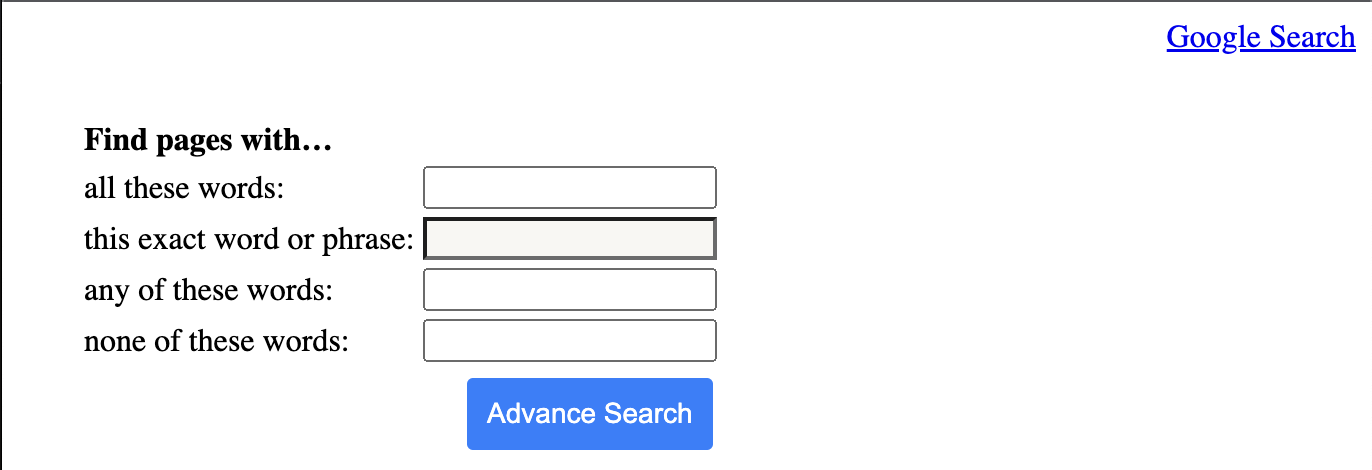 Google Search
Find pages with…
all these words:
this exact word or phrase:
any of these words:
none of these words:
Advance Search